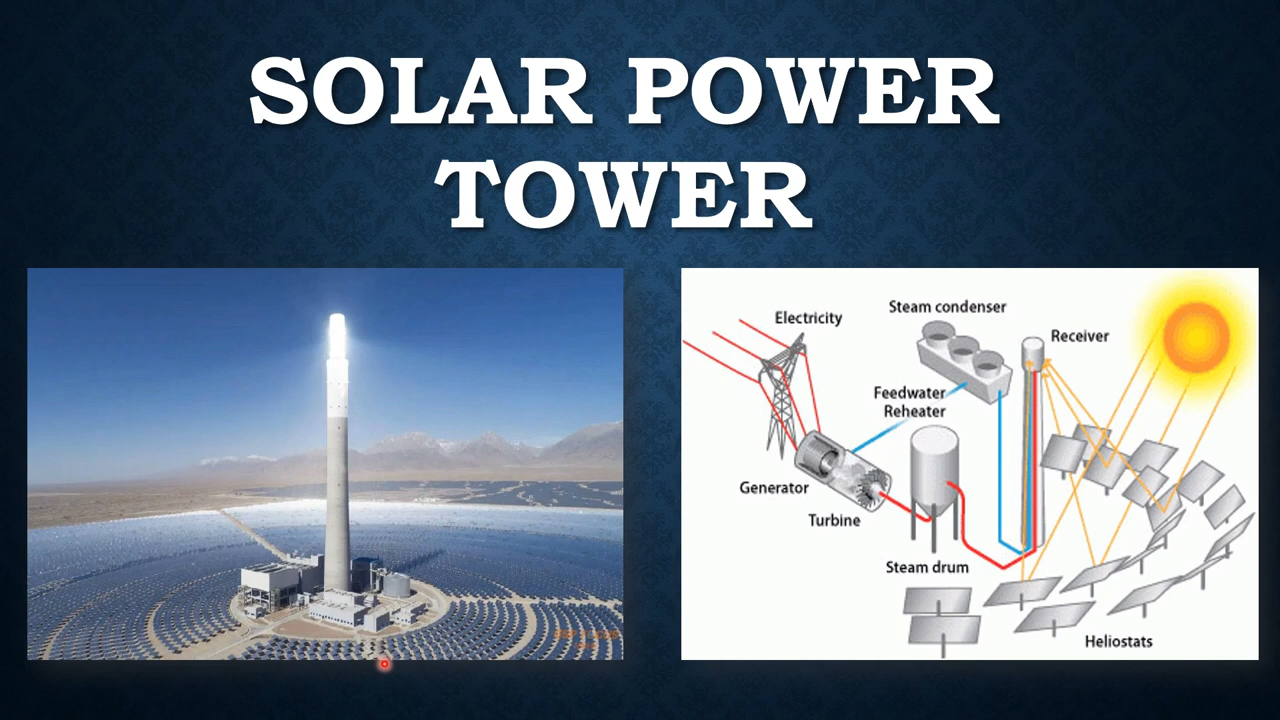 SOLAR POWER
TOWER
Electricity
Steam condenser
Receiver
Feedwater
Reheater
Generator
Turbine
Steam drum
Heliostats